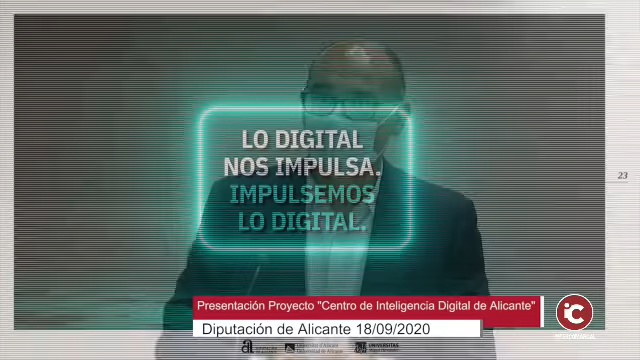 LO DIGITAL
NOS IMPULSA.
IMPULSEMOS
LO DIGITAL.
23
Presentación Proyecto "Centro de Inteligencia Digital de Alicante"
Diputación de Alicante 18/09/2020
UNIVERSITAS